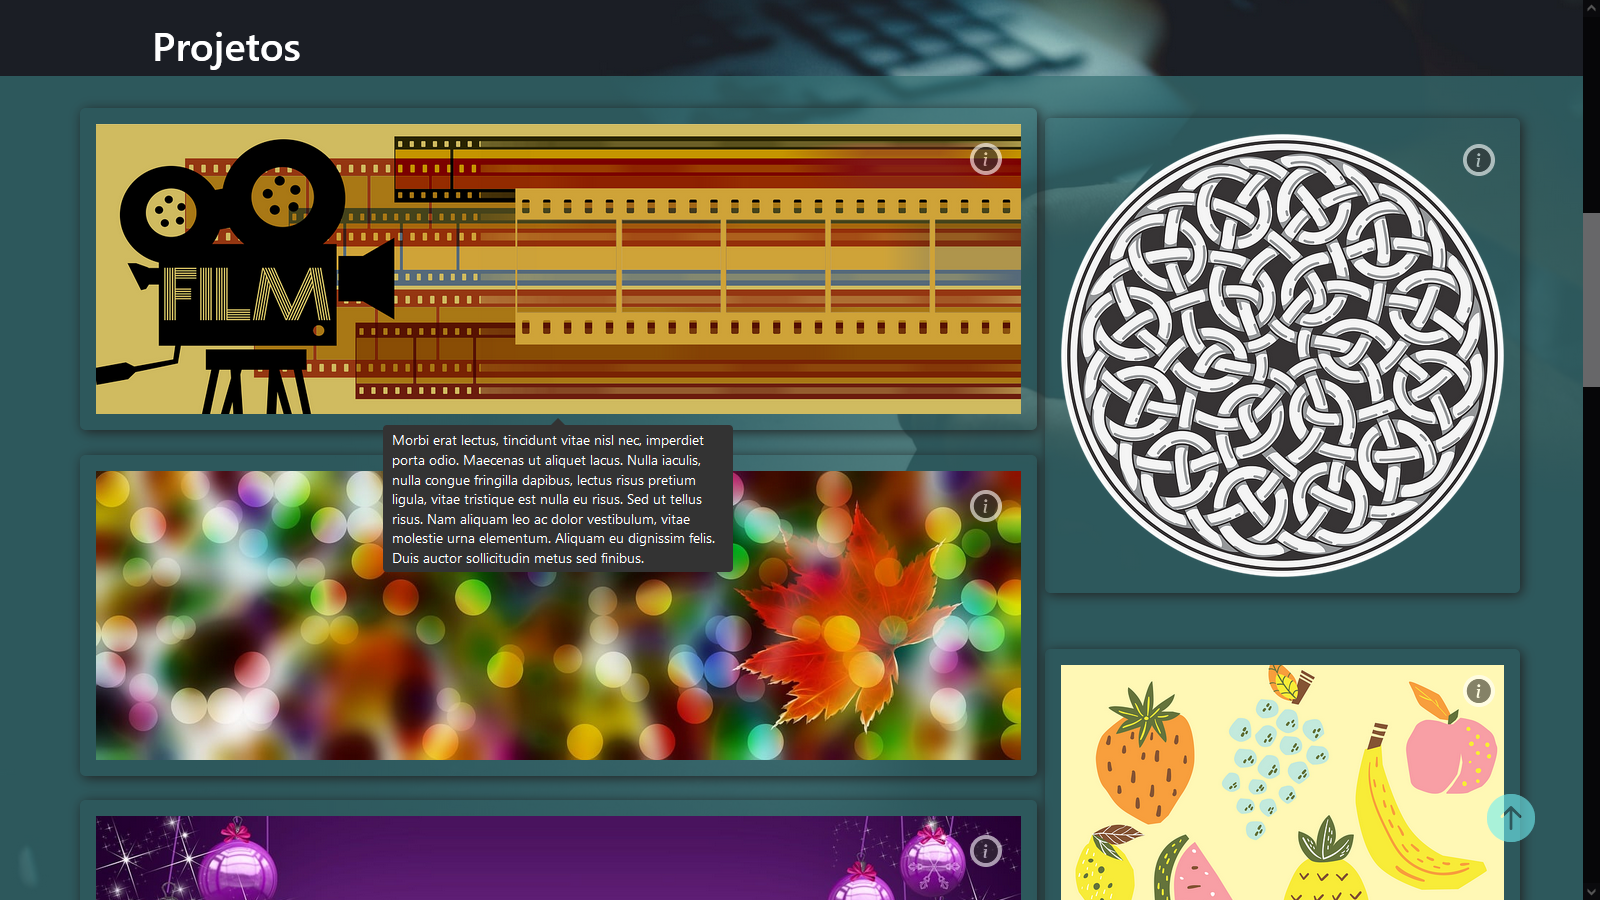 Projetos
FILM
Morbi erat lectus, tincidunt vitae nisl nec, imperdiet
porta odio. Maecenas ut aliquet lacus. Nulla iaculis,
nulla congue fringilla dapibus, lectus risus pretium
ligula, vitae tristique est nulla eu risus. Sed ut tellus
risus. Nam aliquam leo ac dolor vestibulum, vitae
molestie urna elementum. Aliquam eu dignissim felis.
Duis auctor sollicitudin metus sed finibus.